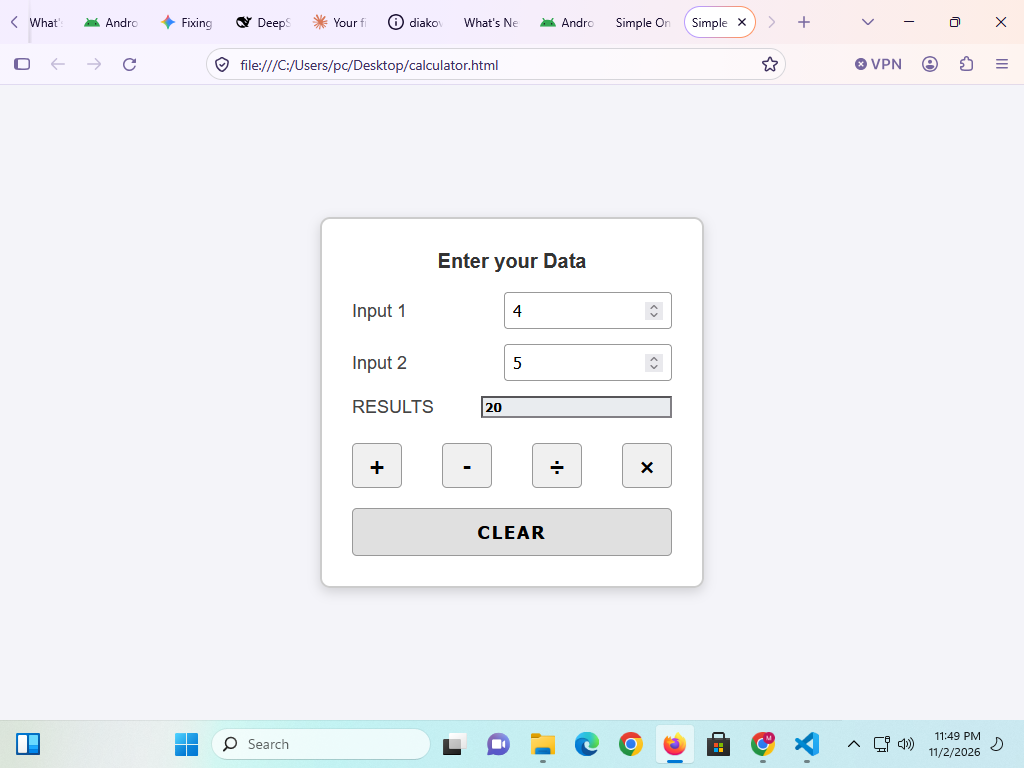 What's
Andro
Fixing
DeepS
Your fi
diakov
What's Ne
Andro
Simple On
Simple
file:///C:/Users/pc/Desktop/calculator.html
VPN
Enter your Data
Input 1 4
Input 2 5
RESULTS 20
+ - ÷ ×
CLEAR
Search
M
11:49 PM
11/2/2026